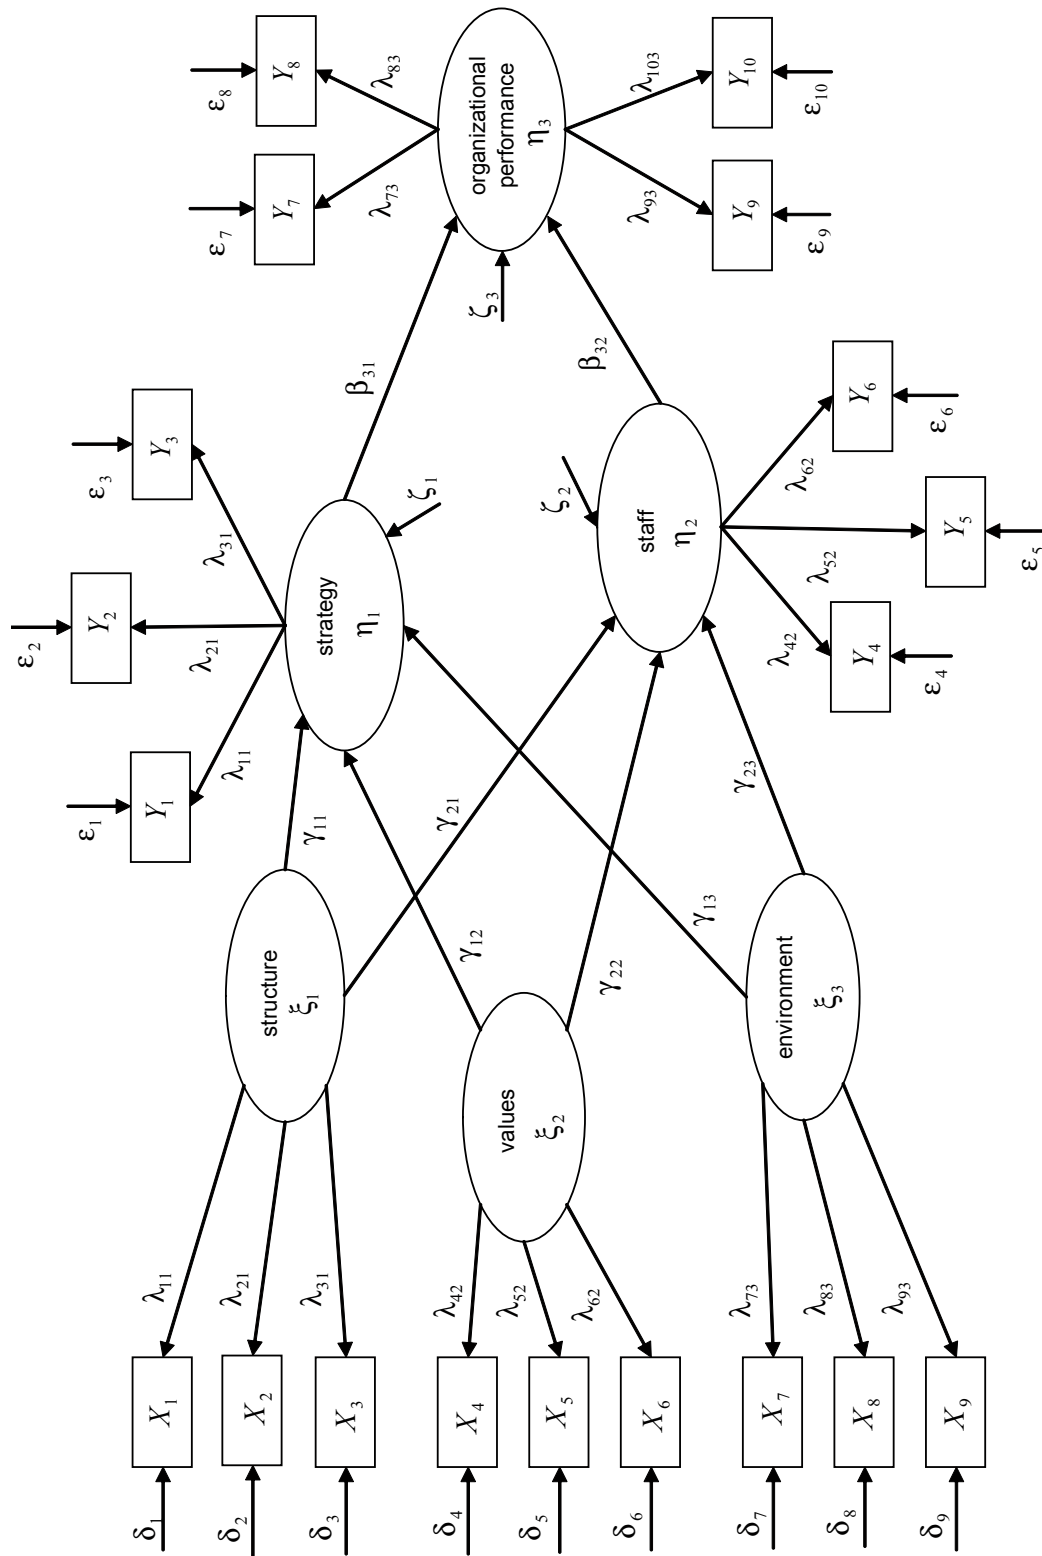 ε₈
Y₈
λ₈₃
ε₇
Y₇
λ₇₃
organizational
performance
η₃
ζ₃
λ₁₀₃
Y₁₀
ε₁₀
λ₉₃
Y₉
ε₉
β₃₁
β₃₂
ε₃
Y₃
λ₃₁
ε₂
Y₂
λ₂₁
ε₁
Y₁
λ₁₁
strategy
η₁
ζ₁
staff
η₂
ζ₂
λ₆₂
Y₆
ε₆
λ₅₂
Y₅
ε₅
λ₄₂
Y₄
ε₄
γ₁₁
γ₂₁
γ₁₂
γ₂₂
γ₁₃
γ₂₃
structure
ξ₁
values
ξ₂
environment
ξ₃
λ₁₁
λ₂₁
λ₃₁
λ₄₂
λ₅₂
λ₆₂
λ₇₃
λ₈₃
λ₉₃
X₁
X₂
X₃
X₄
X₅
X₆
X₇
X₈
X₉
δ₁
δ₂
δ₃
δ₄
δ₅
δ₆
δ₇
δ₈
δ₉